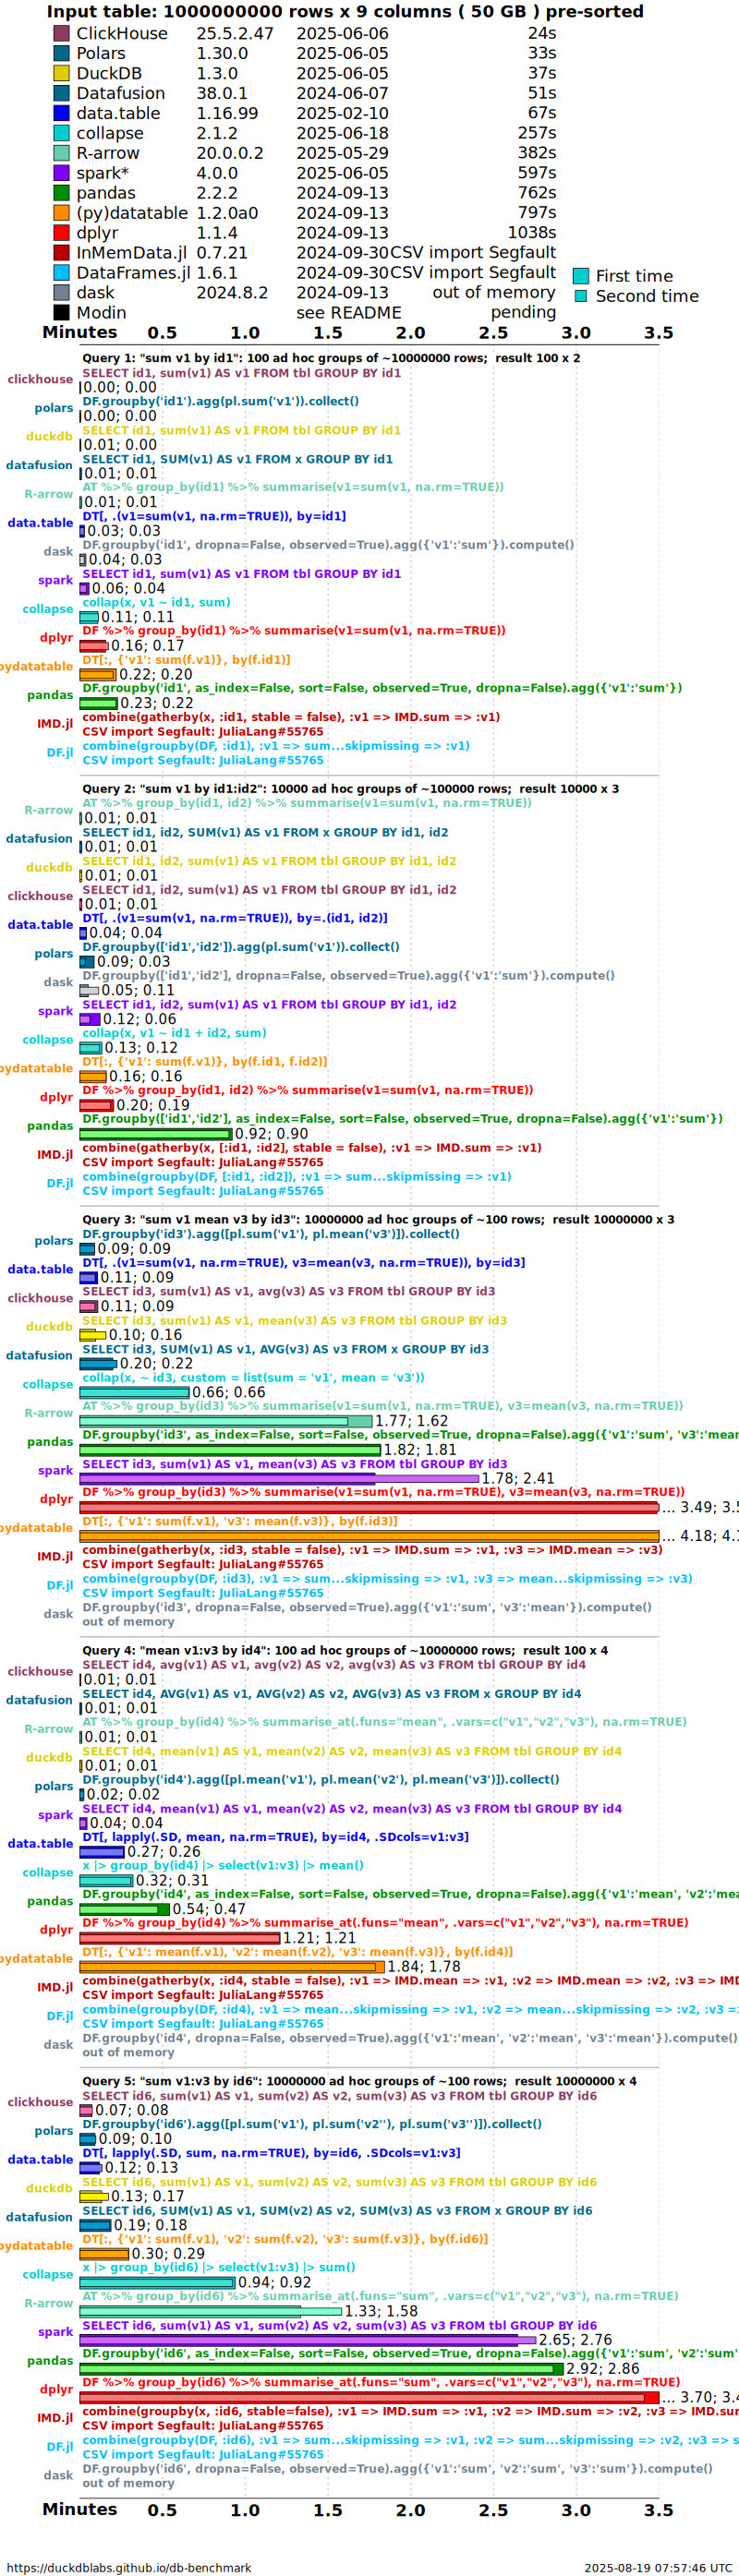 Input table: 1000000000 rows x 9 columns ( 50 GB ) pre-sorted
ClickHouse 25.5.2.47 2025-06-06 24s
Polars 1.30.0 2025-06-05 33s
DuckDB 1.3.0 2025-06-05 37s
Datafusion 38.0.1 2024-06-07 51s
data.table 1.16.99 2025-02-10 67s
collapse 2.1.2 2025-06-18 257s
R-arrow 20.0.0.2 2025-05-29 382s
spark* 4.0.0 2025-06-05 597s
pandas 2.2.2 2024-09-13 762s
(py)datatable 1.2.0a0 2024-09-13 797s
dplyr 1.1.4 2024-09-13 1038s
InMemData.jl 0.7.21 2024-09-30 CSV import Segfault
DataFrames.jl 1.6.1 2024-09-30 CSV import Segfault
dask 2024.8.2 2024-09-13 out of memory
Modin see README pending
First time
Second time
Minutes 0.5 1.0 1.5 2.0 2.5 3.0 3.5
Query 1: "sum v1 by id1": 100 ad hoc groups of ~10000000 rows; result 100 x 2
clickhouse SELECT id1, sum(v1) AS v1 FROM tbl GROUP BY id1
0.00; 0.00
polars DF.groupby('id1').agg(pl.sum('v1')).collect()
0.00; 0.00
duckdb SELECT id1, sum(v1) AS v1 FROM tbl GROUP BY id1
0.01; 0.00
datafusion SELECT id1, SUM(v1) AS v1 FROM x GROUP BY id1
0.01; 0.01
R-arrow AT %>% group_by(id1) %>% summarise(v1=sum(v1, na.rm=TRUE))
0.01; 0.01
data.table DT[, .(v1=sum(v1, na.rm=TRUE)), by=id1]
0.03; 0.03
dask DF.groupby('id1', dropna=False, observed=True).agg({'v1':'sum'}).compute()
0.04; 0.03
spark SELECT id1, sum(v1) AS v1 FROM tbl GROUP BY id1
0.06; 0.04
collapse collap(x, v1 ~ id1, sum)
0.11; 0.11
dplyr DF %>% group_by(id1) %>% summarise(v1=sum(v1, na.rm=TRUE))
0.16; 0.17
pydatatable DT[:, {'v1': sum(f.v1)}, by(f.id1)]
0.22; 0.20
pandas DF.groupby('id1', as_index=False, sort=False, observed=True, dropna=False).agg({'v1':'sum'})
0.23; 0.22
IMD.jl combine(gatherby(x, :id1, stable = false), :v1 => IMD.sum => :v1)
CSV import Segfault: JuliaLang#55765
DF.jl combine(groupby(DF, :id1), :v1 => sum...skipmissing => :v1)
CSV import Segfault: JuliaLang#55765
Query 2: "sum v1 by id1:id2": 10000 ad hoc groups of ~100000 rows; result 10000 x 3
R-arrow AT %>% group_by(id1, id2) %>% summarise(v1=sum(v1, na.rm=TRUE))
0.01; 0.01
datafusion SELECT id1, id2, SUM(v1) AS v1 FROM x GROUP BY id1, id2
0.01; 0.01
duckdb SELECT id1, id2, sum(v1) AS v1 FROM tbl GROUP BY id1, id2
0.01; 0.01
clickhouse SELECT id1, id2, sum(v1) AS v1 FROM tbl GROUP BY id1, id2
0.01; 0.01
data.table DT[, .(v1=sum(v1, na.rm=TRUE)), by=.(id1, id2)]
0.04; 0.04
polars DF.groupby(['id1','id2']).agg(pl.sum('v1')).collect()
0.09; 0.03
dask DF.groupby(['id1','id2'], dropna=False, observed=True).agg({'v1':'sum'}).compute()
0.05; 0.11
spark SELECT id1, id2, sum(v1) AS v1 FROM tbl GROUP BY id1, id2
0.12; 0.06
collapse collap(x, v1 ~ id1 + id2, sum)
0.13; 0.12
pydatatable DT[:, {'v1': sum(f.v1)}, by(f.id1, f.id2)]
0.16; 0.16
dplyr DF %>% group_by(id1, id2) %>% summarise(v1=sum(v1, na.rm=TRUE))
0.20; 0.19
pandas DF.groupby(['id1','id2'], as_index=False, sort=False, observed=True, dropna=False).agg({'v1':'sum'})
0.92; 0.90
IMD.jl combine(gatherby(x, [:id1, :id2], stable = false), :v1 => IMD.sum => :v1)
CSV import Segfault: JuliaLang#55765
DF.jl combine(groupby(DF, [:id1, :id2]), :v1 => sum...skipmissing => :v1)
CSV import Segfault: JuliaLang#55765
Query 3: "sum v1 mean v3 by id3": 10000000 ad hoc groups of ~100 rows; result 10000000 x 3
polars DF.groupby('id3').agg([pl.sum('v1'), pl.mean('v3')]).collect()
0.09; 0.09
data.table DT[, .(v1=sum(v1, na.rm=TRUE), v3=mean(v3, na.rm=TRUE)), by=id3]
0.11; 0.09
clickhouse SELECT id3, sum(v1) AS v1, avg(v3) AS v3 FROM tbl GROUP BY id3
0.11; 0.09
duckdb SELECT id3, sum(v1) AS v1, mean(v3) AS v3 FROM tbl GROUP BY id3
0.10; 0.16
datafusion SELECT id3, SUM(v1) AS v1, AVG(v3) AS v3 FROM x GROUP BY id3
0.20; 0.22
collapse collap(x, ~ id3, custom = list(sum = 'v1', mean = 'v3'))
0.66; 0.66
R-arrow AT %>% group_by(id3) %>% summarise(v1=sum(v1, na.rm=TRUE), v3=mean(v3, na.rm=TRUE))
1.77; 1.62
pandas DF.groupby('id3', as_index=False, sort=False, observed=True, dropna=False).agg({'v1':'sum', 'v3':'mean
1.82; 1.81
spark SELECT id3, sum(v1) AS v1, mean(v3) AS v3 FROM tbl GROUP BY id3
1.78; 2.41
dplyr DF %>% group_by(id3) %>% summarise(v1=sum(v1, na.rm=TRUE), v3=mean(v3, na.rm=TRUE))
... 3.49; 3.5
pydatatable DT[:, {'v1': sum(f.v1), 'v3': mean(f.v3)}, by(f.id3)]
... 4.18; 4.1
IMD.jl combine(gatherby(x, :id3, stable = false), :v1 => IMD.sum => :v1, :v3 => IMD.mean => :v3)
CSV import Segfault: JuliaLang#55765
DF.jl combine(groupby(DF, :id3), :v1 => sum...skipmissing => :v1, :v3 => mean...skipmissing => :v3)
CSV import Segfault: JuliaLang#55765
dask DF.groupby('id3', dropna=False, observed=True).agg({'v1':'sum', 'v3':'mean'}).compute()
out of memory
Query 4: "mean v1:v3 by id4": 100 ad hoc groups of ~10000000 rows; result 100 x 4
clickhouse SELECT id4, avg(v1) AS v1, avg(v2) AS v2, avg(v3) AS v3 FROM tbl GROUP BY id4
0.01; 0.01
datafusion SELECT id4, AVG(v1) AS v1, AVG(v2) AS v2, AVG(v3) AS v3 FROM x GROUP BY id4
0.01; 0.01
R-arrow AT %>% group_by(id4) %>% summarise_at(.funs="mean", .vars=c("v1","v2","v3"), na.rm=TRUE)
0.01; 0.01
duckdb SELECT id4, mean(v1) AS v1, mean(v2) AS v2, mean(v3) AS v3 FROM tbl GROUP BY id4
0.01; 0.01
polars DF.groupby('id4').agg([pl.mean('v1'), pl.mean('v2'), pl.mean('v3')]).collect()
0.02; 0.02
spark SELECT id4, mean(v1) AS v1, mean(v2) AS v2, mean(v3) AS v3 FROM tbl GROUP BY id4
0.04; 0.04
data.table DT[, lapply(.SD, mean, na.rm=TRUE), by=id4, .SDcols=v1:v3]
0.27; 0.26
collapse x |> group_by(id4) |> select(v1:v3) |> mean()
0.32; 0.31
pandas DF.groupby('id4', as_index=False, sort=False, observed=True, dropna=False).agg({'v1':'mean', 'v2':'mea
0.54; 0.47
dplyr DF %>% group_by(id4) %>% summarise_at(.funs="mean", .vars=c("v1","v2","v3"), na.rm=TRUE)
1.21; 1.21
pydatatable DT[:, {'v1': mean(f.v1), 'v2': mean(f.v2), 'v3': mean(f.v3)}, by(f.id4)]
1.84; 1.78
IMD.jl combine(gatherby(x, :id4, stable = false), :v1 => IMD.mean => :v1, :v2 => IMD.mean => :v2, :v3 => IMD
CSV import Segfault: JuliaLang#55765
DF.jl combine(groupby(DF, :id4), :v1 => mean...skipmissing => :v1, :v2 => mean...skipmissing => :v2, :v3 =
CSV import Segfault: JuliaLang#55765
dask DF.groupby('id4', dropna=False, observed=True).agg({'v1':'mean', 'v2':'mean', 'v3':'mean'}).compute()
out of memory
Query 5: "sum v1:v3 by id6": 10000000 ad hoc groups of ~100 rows; result 10000000 x 4
clickhouse SELECT id6, sum(v1) AS v1, sum(v2) AS v2, sum(v3) AS v3 FROM tbl GROUP BY id6
0.07; 0.08
polars DF.groupby('id6').agg([pl.sum('v1'), pl.sum('v2''), pl.sum('v3'')]).collect()
0.09; 0.10
data.table DT[, lapply(.SD, sum, na.rm=TRUE), by=id6, .SDcols=v1:v3]
0.12; 0.13
duckdb SELECT id6, sum(v1) AS v1, sum(v2) AS v2, sum(v3) AS v3 FROM tbl GROUP BY id6
0.13; 0.17
datafusion SELECT id6, SUM(v1) AS v1, SUM(v2) AS v2, SUM(v3) AS v3 FROM x GROUP BY id6
0.19; 0.18
pydatatable DT[:, {'v1': sum(f.v1), 'v2': sum(f.v2), 'v3': sum(f.v3)}, by(f.id6)]
0.30; 0.29
collapse x |> group_by(id6) |> select(v1:v3) |> sum()
0.94; 0.92
R-arrow AT %>% group_by(id6) %>% summarise_at(.funs="sum", .vars=c("v1","v2","v3"), na.rm=TRUE)
1.33; 1.58
spark SELECT id6, sum(v1) AS v1, sum(v2) AS v2, sum(v3) AS v3 FROM tbl GROUP BY id6
2.65; 2.76
pandas DF.groupby('id6', as_index=False, sort=False, observed=True, dropna=False).agg({'v1':'sum', 'v2':'sum'
2.92; 2.86
dplyr DF %>% group_by(id6) %>% summarise_at(.funs="sum", .vars=c("v1","v2","v3"), na.rm=TRUE)
... 3.70; 3.4
IMD.jl combine(groupby(x, :id6, stable=false), :v1 => IMD.sum => :v1, :v2 => IMD.sum => :v2, :v3 => IMD.sum
CSV import Segfault: JuliaLang#55765
DF.jl combine(groupby(DF, :id6), :v1 => sum...skipmissing => :v1, :v2 => sum...skipmissing => :v2, :v3 => s
CSV import Segfault: JuliaLang#55765
dask DF.groupby('id6', dropna=False, observed=True).agg({'v1':'sum', 'v2':'sum', 'v3':'sum'}).compute()
out of memory
Minutes 0.5 1.0 1.5 2.0 2.5 3.0 3.5
https://duckdblabs.github.io/db-benchmark 2025-08-19 07:57:46 UTC